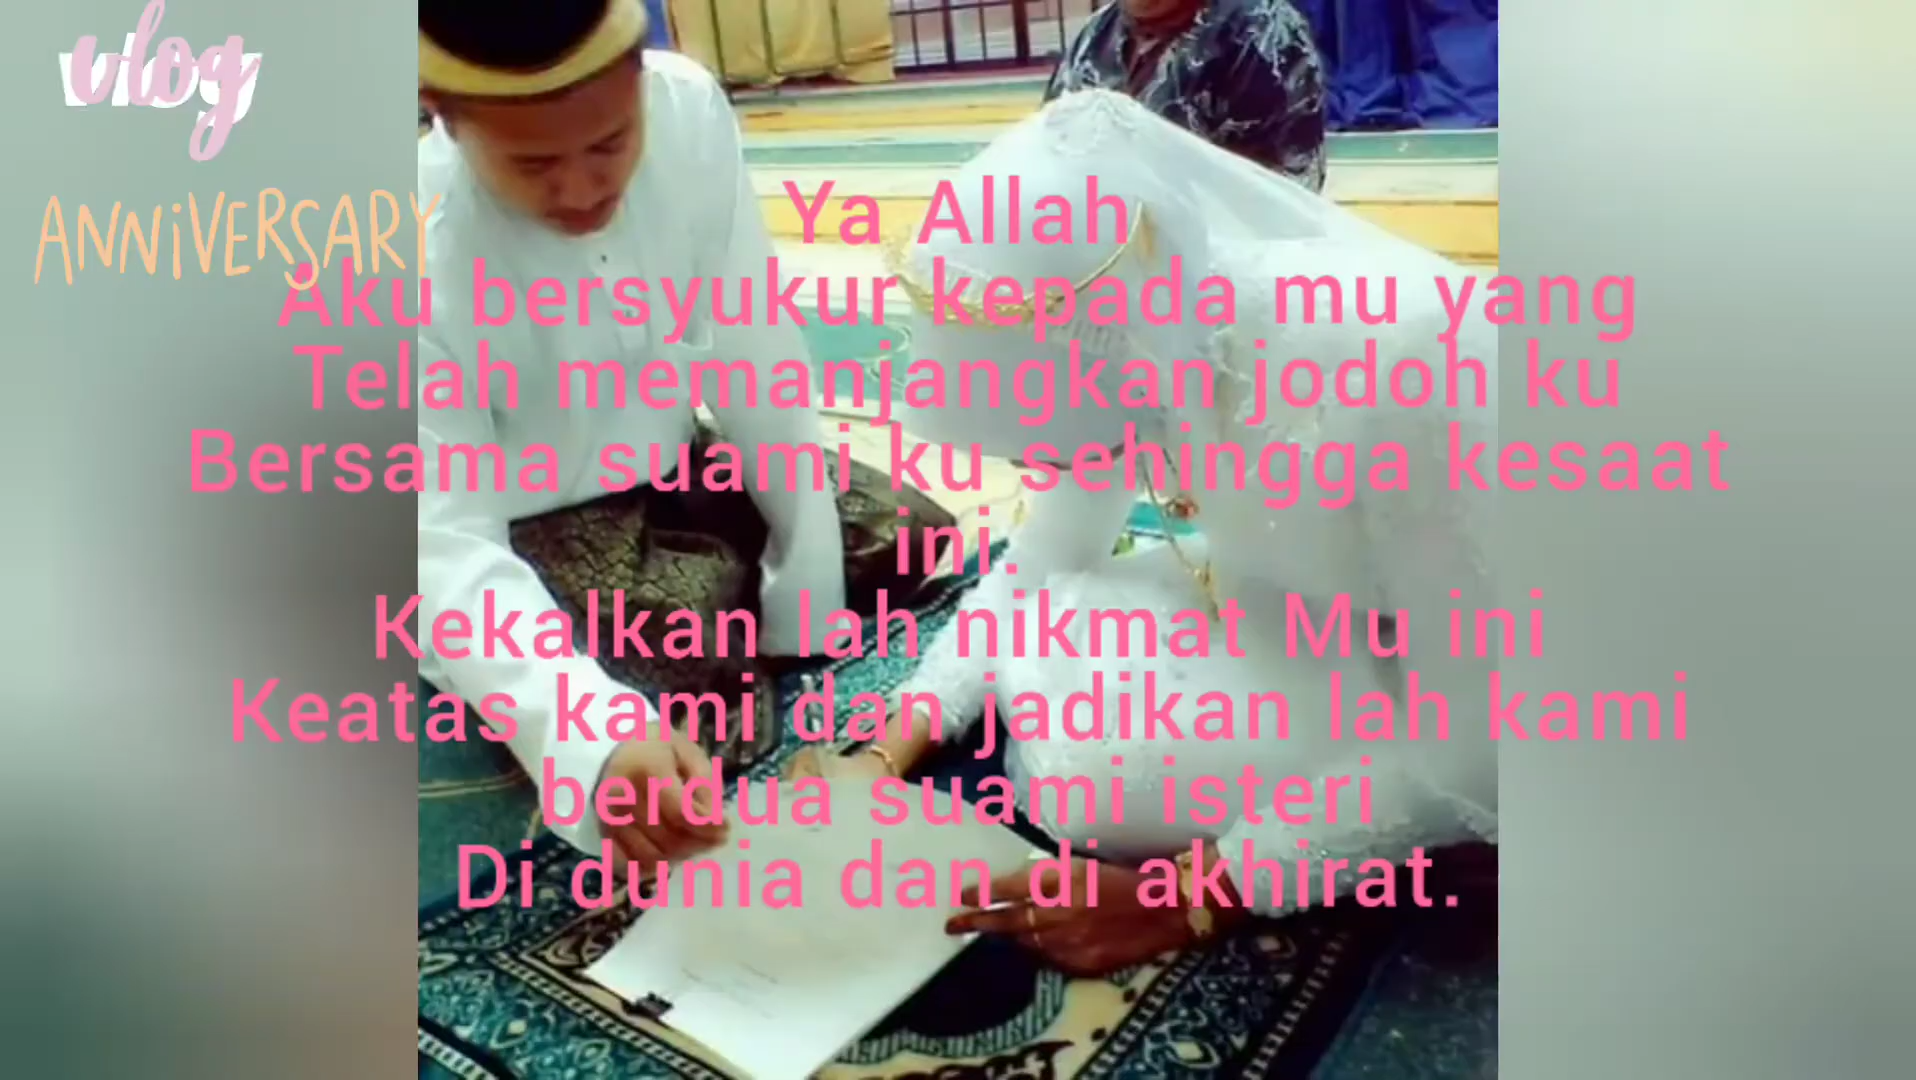 vlog
ANNiVERSARY
Ya Allah
Aku bersyukur kepada mu yang
Telah memanjangkan jodoh ku
Bersama suami ku sehingga kesaat
ini.
Kekalkan lah nikmat Mu ini
Keatas kami dan jadikan lah kami
berdua suami isteri
Di dunia dan di akhirat.